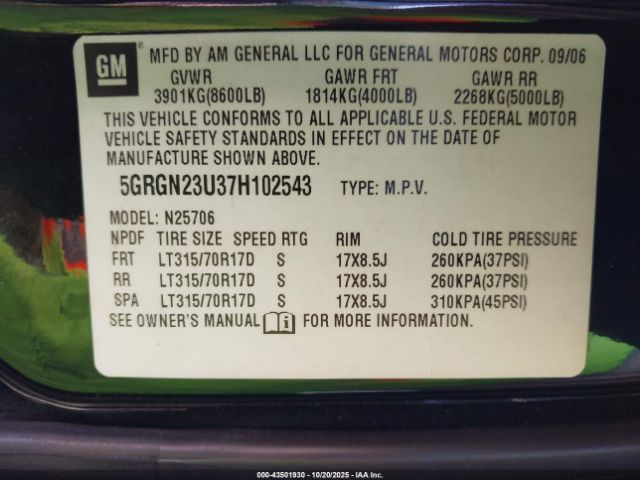 GM
MFD BY AM GENERAL LLC FOR GENERAL MOTORS CORP. 09/06
GVWR GAWR FRT GAWR RR
3901KG(8600LB) 1814KG(4000LB) 2268KG(5000LB)
THIS VEHICLE CONFORMS TO ALL APPLICABLE U.S. FEDERAL MOTOR
VEHICLE SAFETY STANDARDS IN EFFECT ON THE DATE OF
MANUFACTURE SHOWN ABOVE.
5GRGN23U37H102543 TYPE: M.P.V.
MODEL: N25706
NPDF TIRE SIZE SPEED RTG RIM COLD TIRE PRESSURE
FRT LT315/70R17D S 17X8.5J 260KPA(37PSI)
RR LT315/70R17D S 17X8.5J 260KPA(37PSI)
SPA LT315/70R17D S 17X8.5J 310KPA(45PSI)
SEE OWNER'S MANUAL i FOR MORE INFORMATION.
000-43501930 - 10/20/2025 - IAA, Inc.